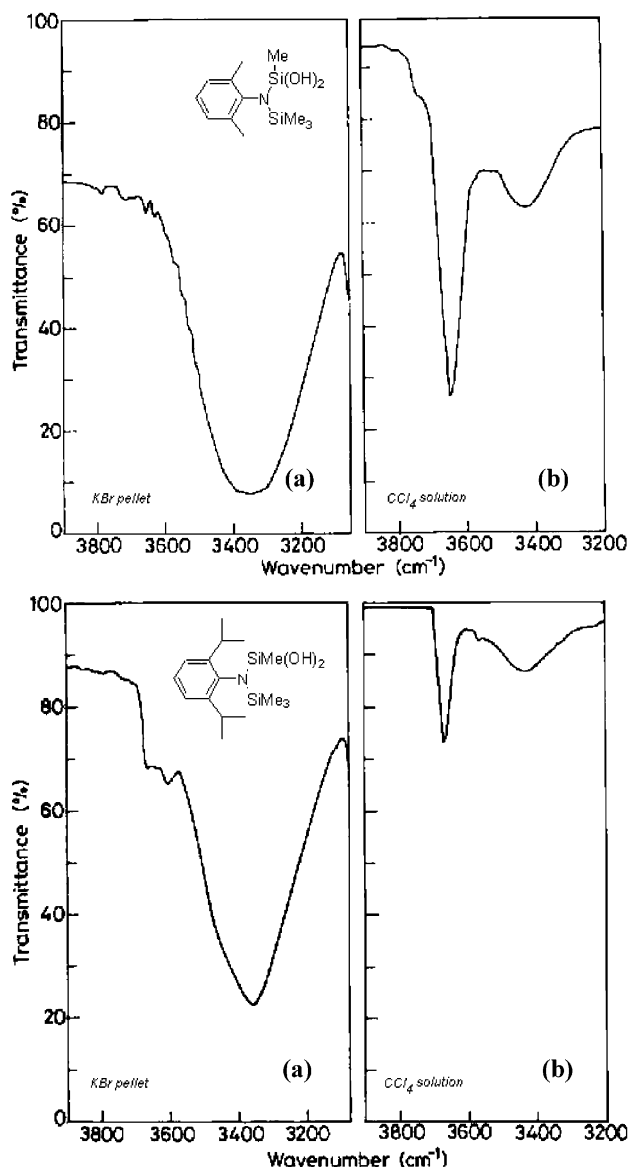 100
80
60
40
20
0
Transmittance (%)
Me
Si(OH)2
N
SiMe3
KBr pellet
(a)
CCl4 solution
(b)
3800 3600 3400 3200
3800 3600 3400 3200
Wavenumber (cm-1)
100
80
60
40
20
0
Transmittance (%)
SiMe(OH)2
N
SiMe3
KBr pellet
(a)
CCl4 solution
(b)
3800 3600 3400 3200
3800 3600 3400 3200
Wavenumber (cm-1)